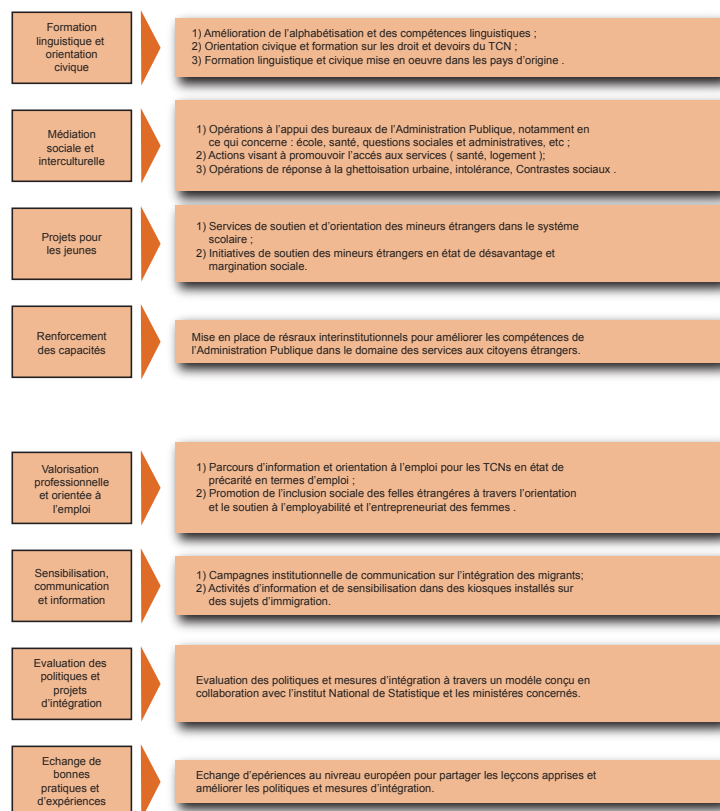 Formation
linguistique et
orientation
civique
1) Amélioration de l'alphabétisation et des compétences linguistiques ;
2) Orientation civique et formation sur les droit et devoirs du TCN ;
3) Formation linguistique et civique mise en oeuvre dans les pays d'origine .
Médiation
sociale et
interculturelle
1) Opérations à l'appui des bureaux de l'Administration Publique, notamment en
ce qui concerne : école, santé, questions sociales et administratives, etc ;
2) Actions visant à promouvoir l'accés aux services ( santé, logement );
3) Opérations de réponse à la ghettoisation urbaine, intolérance, Contrastes sociaux .
Projets pour
les jeunes
1) Services de soutien et d'orientation des mineurs étrangers dans le systéme
scolaire ;
2) Initiatives de soutien des mineurs étrangers en état de désavantage et
margination sociale.
Renforcement
des capacités
Mise en place de résraux interinstitutionnels pour améliorer les compétences de
l'Administration Publique dans le domaine des services aux citoyens étrangers.
Valorisation
professionnelle
et orientée à
l'emploi
1) Parcours d'information et orientation à l'emploi pour les TCNs en état de
précarité en termes d'emploi ;
2) Promotion de l'inclusion sociale des felles étrangéres à travers l'orientation
et le soutien à l'employabilité et l'entrepreneuriat des femmes .
Sensibilisation,
communication
et information
1) Campagnes institutionnelle de communication sur l'intégration des migrants;
2) Activités d'information et de sensibilisation dans des kiosques installés sur
des sujets d'immigration.
Evaluation des
politiques et
projets
d'intégration
Evaluation des politiques et mesures d'intégration à travers un modéle conçu en
collaboration avec l'institut National de Statistique et les ministéres concernés.
Echange de
bonnes
pratiques et
d'expériences
Echange d'epériences au nivreau européen pour partager les leçcons apprises et
améliorer les politiques et mesures d'intégration.